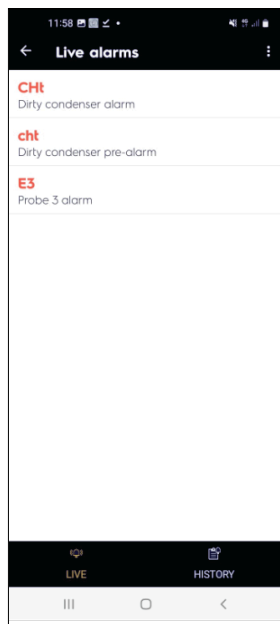 11:58
Live alarms
CHt
Dirty condenser alarm
cht
Dirty condenser pre-alarm
E3
Probe 3 alarm
LIVE
HISTORY